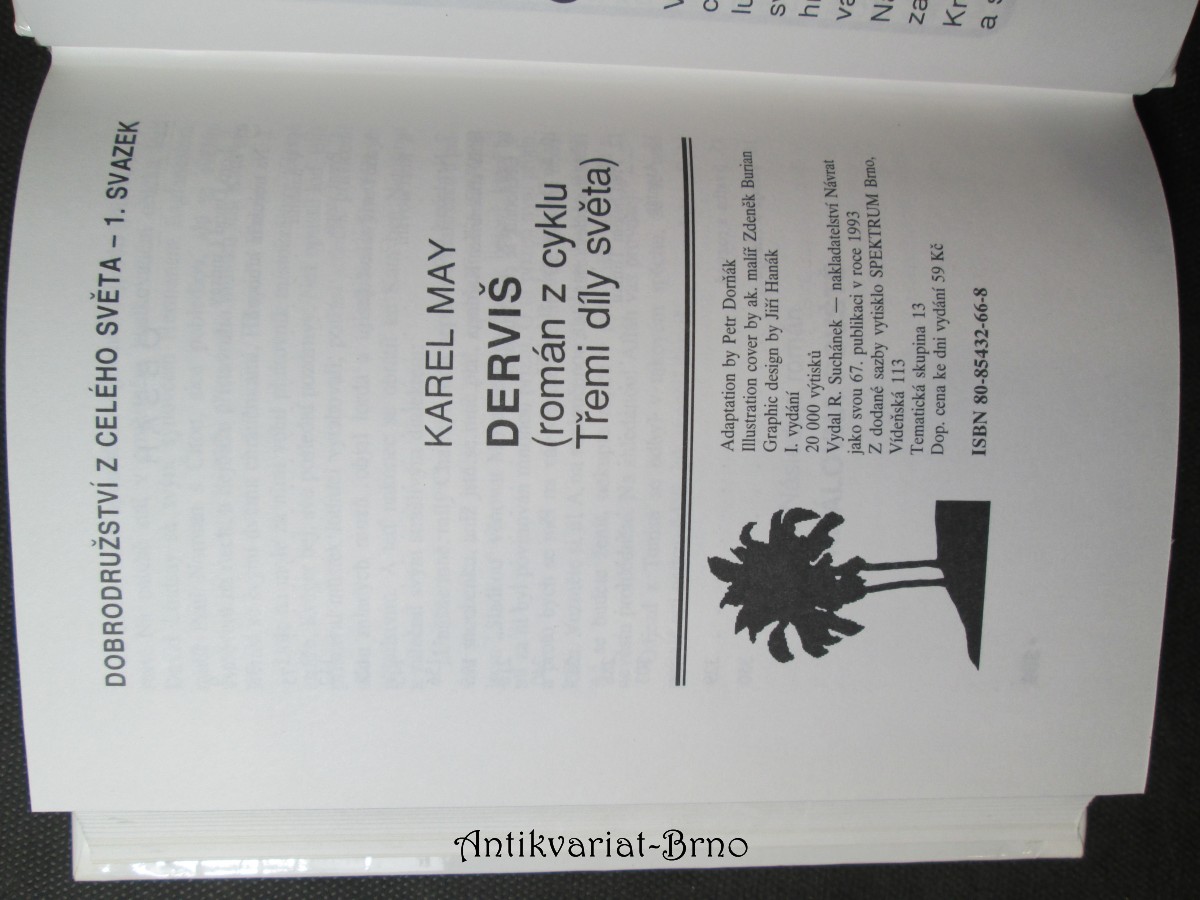 DOBRODRUŽSTVÍ Z CELÉHO SVĚTA – 1. SVAZEK
KAREL MAY
DERVIŠ
(román z cyklu
Třemi díly světa)
Adaptation by Petr Dorňák
Illustration cover by ak. malíř Zdeněk Burian
Graphic design by Jiří Hanák
I. vydání
20 000 výtisků
Vydal R. Suchánek — nakladatelství Návrat
jako svou 67. publikaci v roce 1993
Z dodané sazby vytisklo SPEKTRUM Brno,
Vídeňská 113
Tematická skupina 13
Dop. cena ke dni vydání 59 Kč
ISBN 80-85432-66-8
Antikvariat-Brno